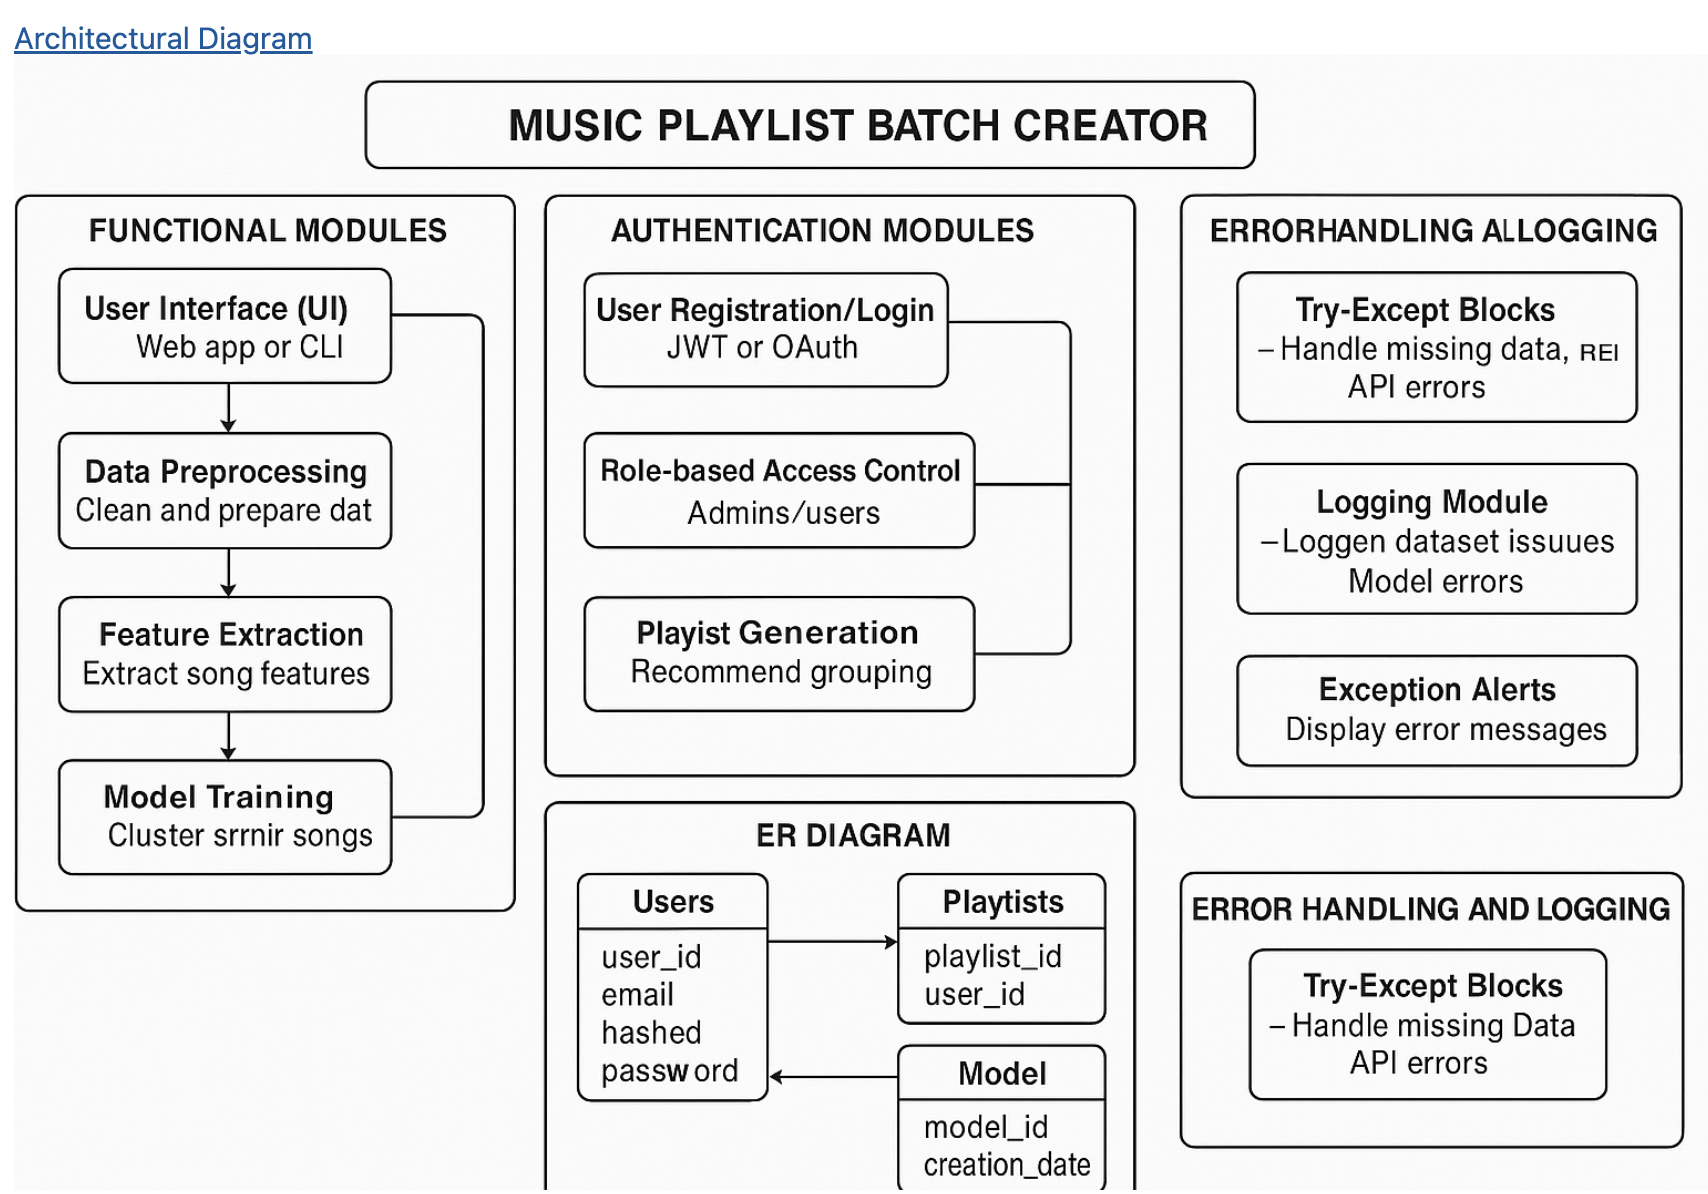 Architectural Diagram
MUSIC PLAYLIST BATCH CREATOR
FUNCTIONAL MODULES
User Interface (UI)
Web app or CLI
Data Preprocessing
Clean and prepare dat
Feature Extraction
Extract song features
Model Training
Cluster srrnir songs
AUTHENTICATION MODULES
User Registration/Login
JWT or OAuth
Role-based Access Control
Admins/users
Playist Generation
Recommend grouping
ERRORHANDLING ALLOGGING
Try-Except Blocks
– Handle missing data, REI
API errors
Logging Module
– Loggen dataset issuues
Model errors
Exception Alerts
Display error messages
ER DIAGRAM
Users
user_id
email
hashed
password
Playtists
playlist_id
user_id
Model
model_id
creation_date
ERROR HANDLING AND LOGGING
Try-Except Blocks
– Handle missing Data
API errors